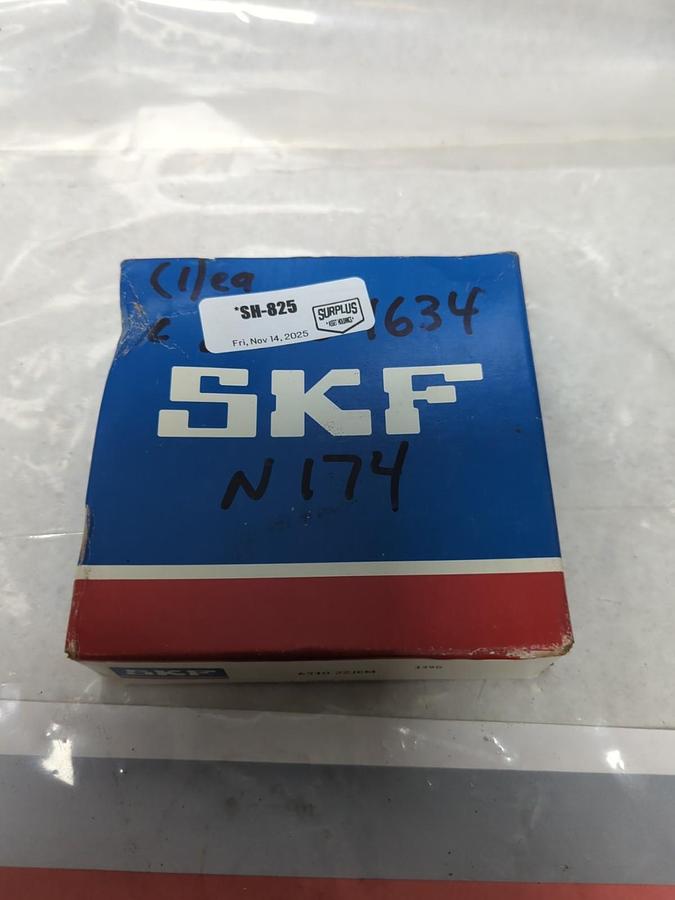 (1)ea
*SH-825
SURPLUS
Fri, Nov 14, 2025
1634
SKF
N174
SKF